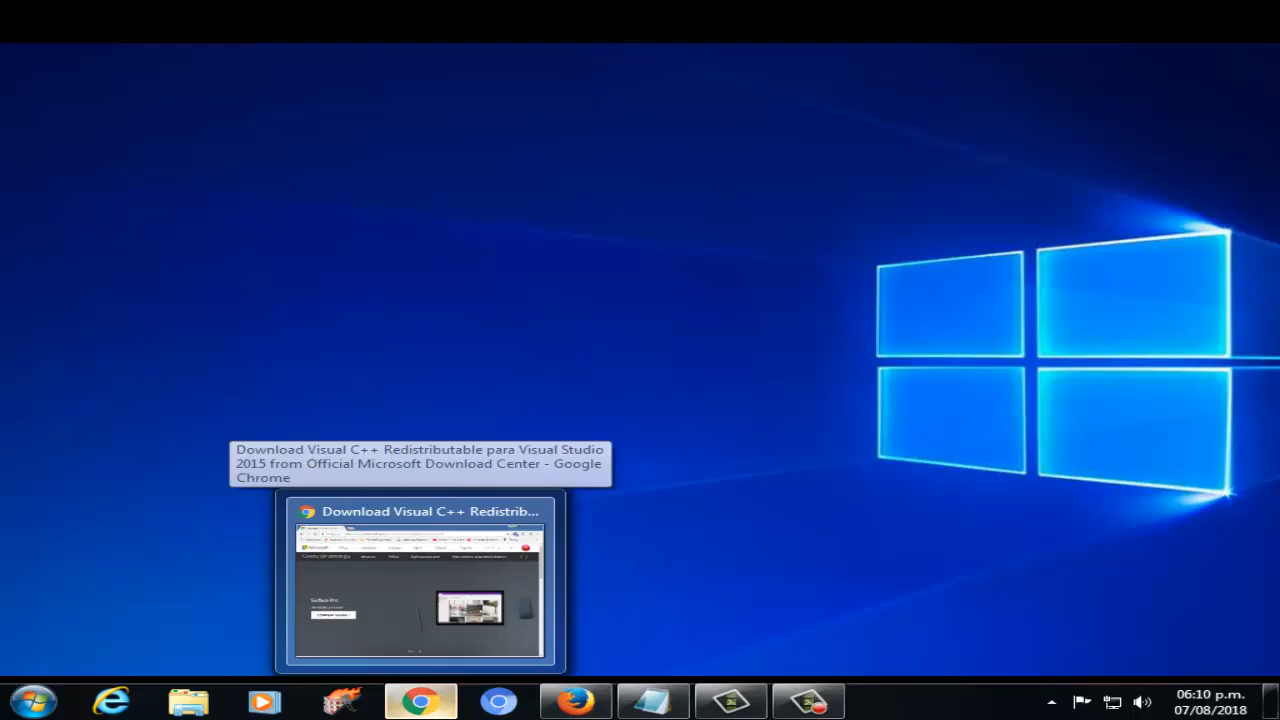 Download Visual C++ Redistributable para Visual Studio
2015 from Official Microsoft Download Center - Google
Chrome
Download Visual C++ Redistrib...
Microsoft
Surface Pro
06:10 p.m.
07/08/2018